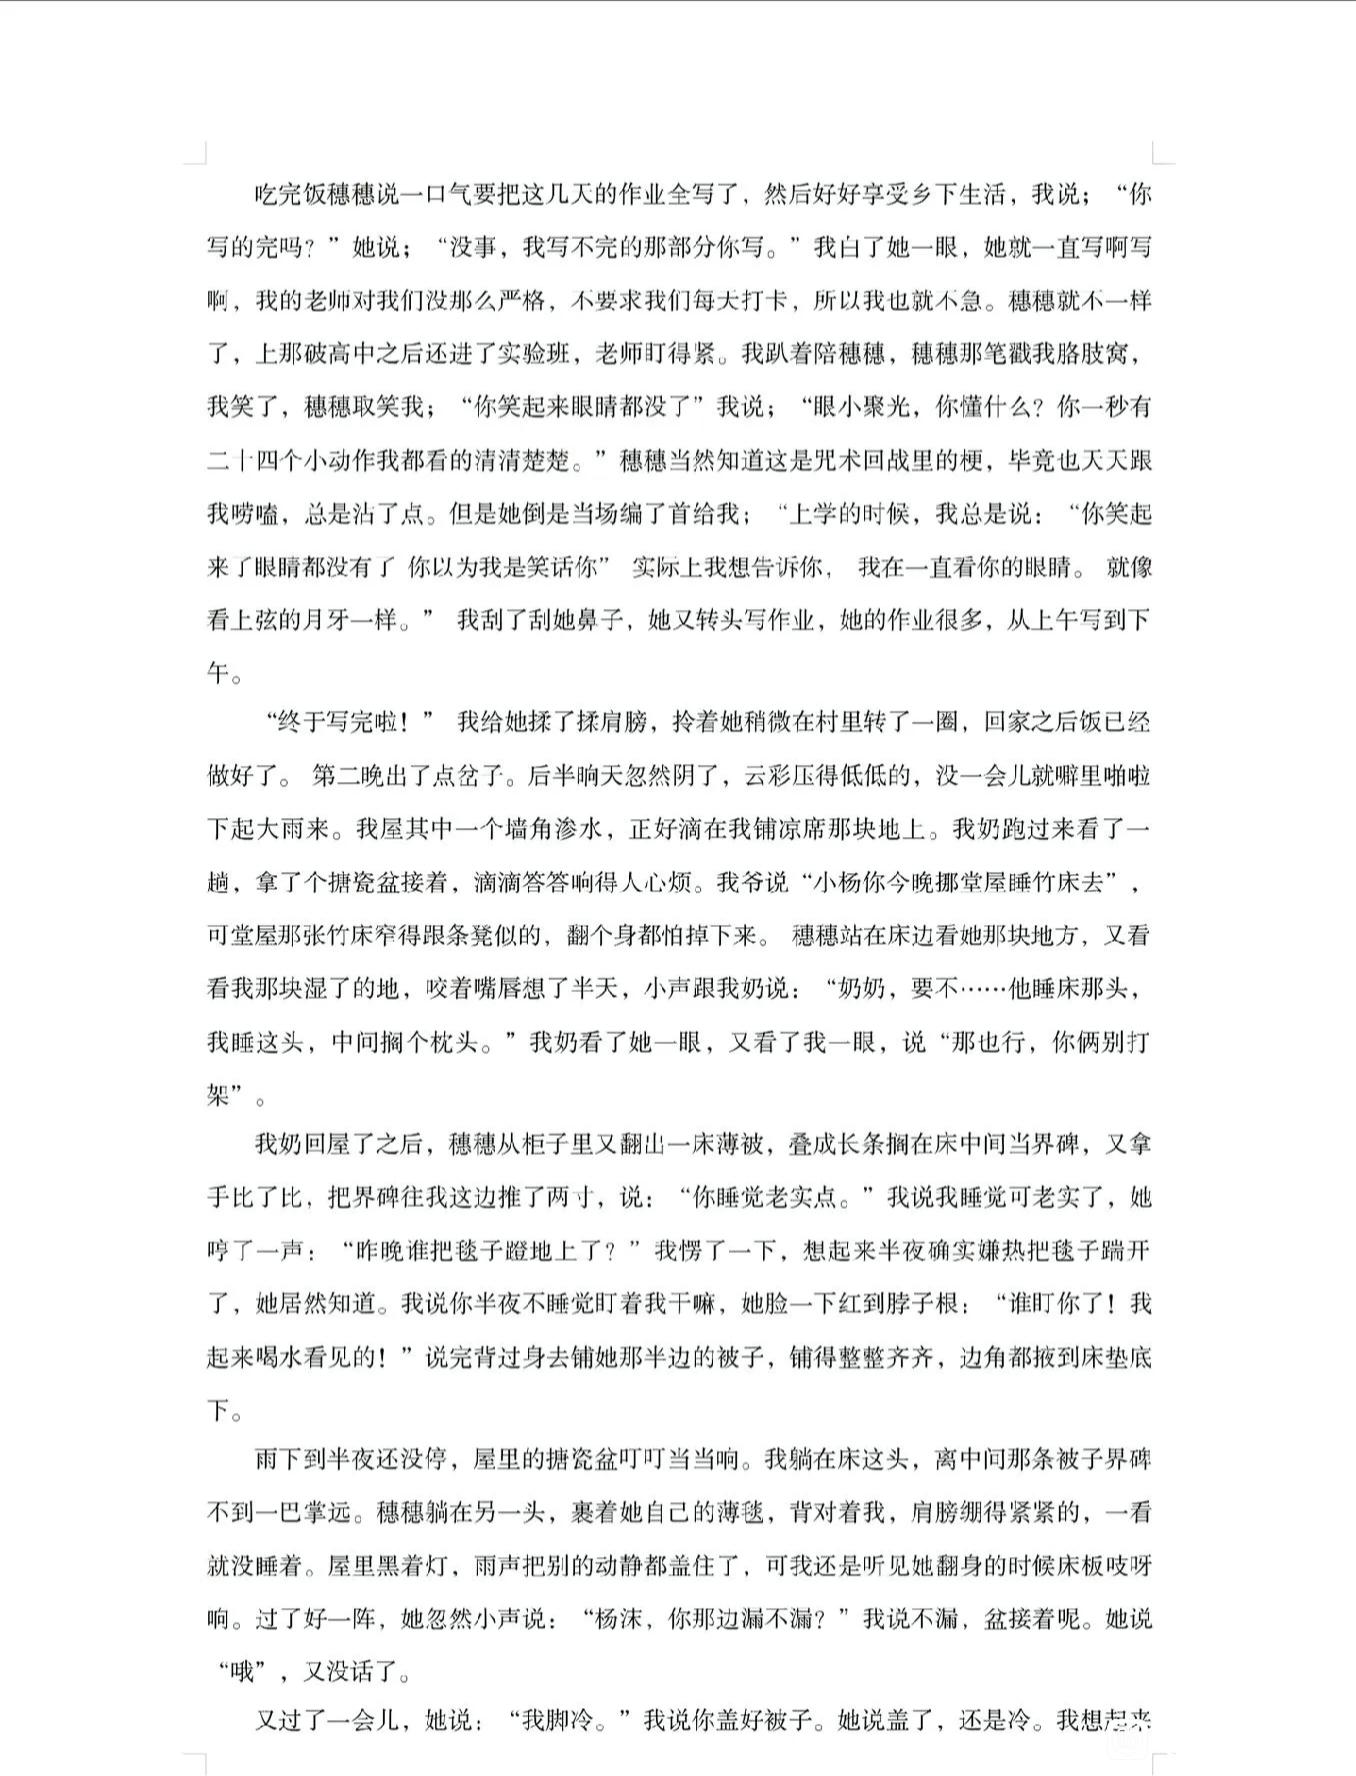 吃完饭穗穗说一口气要把这几天的作业全写了，然后好好享受乡下生活，我说；“你
写的完吗？”她说；“没事，我写不完的那部分你写。”我白了她一眼，她就一直写啊写
啊，我的老师对我们没那么严格，不要求我们每天打卡，所以我也就不急。穗穗就不一样
了，上那破高中之后还进了实验班，老师盯得紧。我趴着陪穗穗，穗穗那笔戳我胳肢窝，
我笑了，穗穗取笑我；“你笑起来眼睛都没了”我说；“眼小聚光，你懂什么？你一秒有
二十四个小动作我都看的清清楚楚。”穗穗当然知道这是咒术回战里的梗，毕竟也天天跟
我唠嗑，总是沾了点。但是她倒是当场编了首给我；“上学的时候，我总是说：“你笑起
来了眼睛都没有了 你以为我是笑话你” 实际上我想告诉你， 我在一直看你的眼睛。 就像
看上弦的月牙一样。” 我刮了刮她鼻子，她又转头写作业，她的作业很多，从上午写到下
午。
“终于写完啦！” 我给她揉了揉肩膀，拎着她稍微在村里转了一圈，回家之后饭已经
做好了。 第二晚出了点岔子。后半晌天忽然阴了，云彩压得低低的，没一会儿就噼里啪啦
下起大雨来。我屋其中一个墙角渗水，正好滴在我铺凉席那块地上。我奶跑过来看了一
趟，拿了个搪瓷盆接着，滴滴答答响得人心烦。我爷说“小杨你今晚挪堂屋睡竹床去”，
可堂屋那张竹床窄得跟条凳似的，翻个身都怕掉下来。 穗穗站在床边看她那块地方，又看
看我那块湿了的地，咬着嘴唇想了半天，小声跟我奶说：“奶奶，要不……他睡床那头，
我睡这头，中间搁个枕头。”我奶看了她一眼，又看了我一眼，说“那也行，你俩别打
架”。
我奶回屋了之后，穗穗从柜子里又翻出一床薄被，叠成长条搁在床中间当界碑，又拿
手比了比，把界碑往我这边推了两寸，说：“你睡觉老实点。”我说我睡觉可老实了，她
哼了一声：“昨晚谁把毯子蹬地上了？”我愣了一下，想起来半夜确实嫌热把毯子踹开
了，她居然知道。我说你半夜不睡觉盯着我干嘛，她脸一下红到脖子根：“谁盯你了！我
起来喝水看见的！”说完背过身去铺她那半边的被子，铺得整整齐齐，边角都掖到床垫底
下。
雨下到半夜还没停，屋里的搪瓷盆叮叮当当响。我躺在床这头，离中间那条被子界碑
不到一巴掌远。穗穗躺在另一头，裹着她自己的薄毯，背对着我，肩膀绷得紧紧的，一看
就没睡着。屋里黑着灯，雨声把别的动静都盖住了，可我还是听见她翻身的时候床板吱呀
响。过了好一阵，她忽然小声说：“杨沫，你那边漏不漏？”我说不漏，盆接着呢。她说
“哦”，又没话了。
又过了一会儿，她说：“我脚冷。”我说你盖好被子。她说盖了，还是冷。我想起来